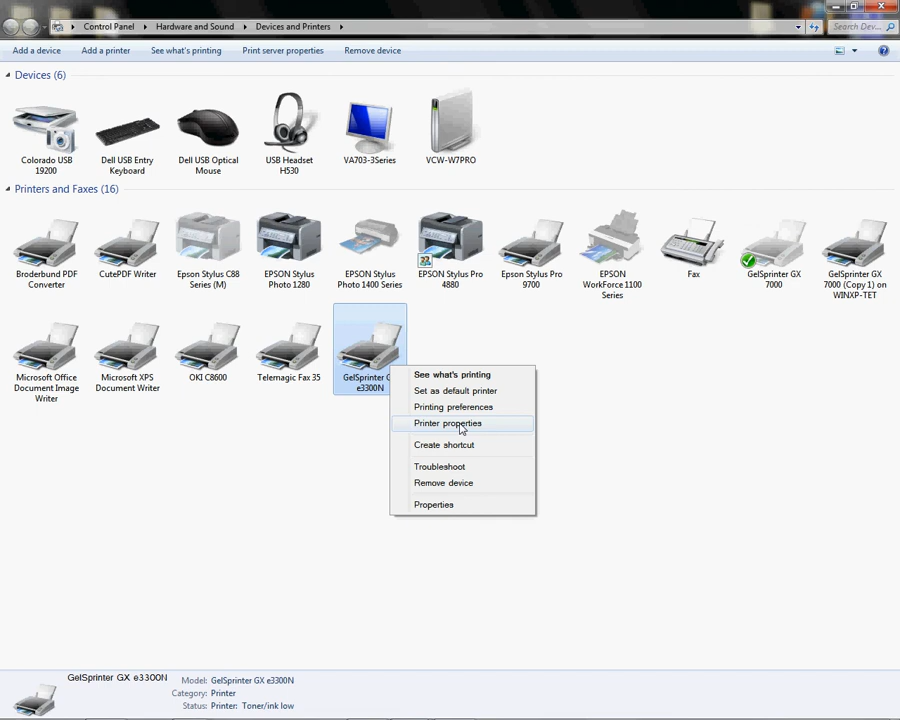 Control Panel
Hardware and Sound
Devices and Printers
Search Dev...
Add a device
Add a printer
See what's printing
Print server properties
Remove device
Devices (6)
Colorado USB
19200
Dell USB Entry
Keyboard
Dell USB Optical
Mouse
USB Headset
H530
VA703-3Series
VCW-W7PRO
Printers and Faxes (16)
Broderbund PDF
Converter
CutePDF Writer
Epson Stylus C88
Series (M)
EPSON Stylus
Photo 1280
EPSON Stylus
Photo 1400 Series
EPSON Stylus Pro
4880
Epson Stylus Pro
9700
EPSON
WorkForce 1100
Series
Fax
GelSprinter GX
7000
GelSprinter GX
7000 (Copy 1) on
WINXP-TET
Microsoft Office
Document Image
Writer
Microsoft XPS
Document Writer
OKI C8600
Telemagic Fax 35
GelSprinter G
e3300N
See what's printing
Set as default printer
Printing preferences
Printer properties
Create shortcut
Troubleshoot
Remove device
Properties
GelSprinter GX e3300N
Model: GelSprinter GX e3300N
Category: Printer
Status: Printer: Toner/ink low